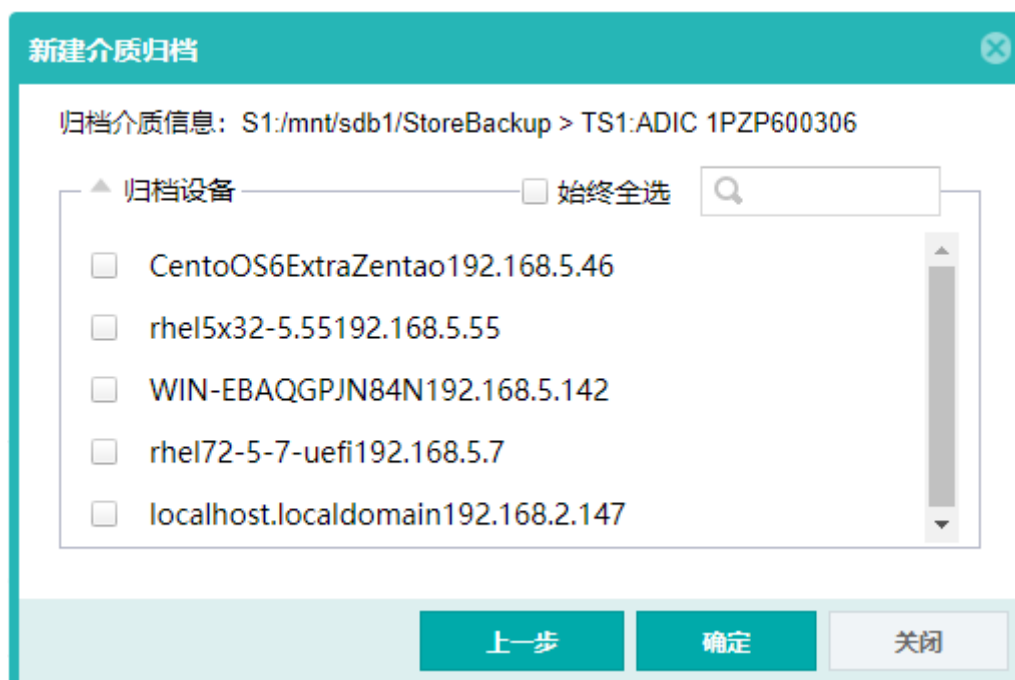 新建介质归档
归档介质信息：S1:/mnt/sdb1/StoreBackup > TS1:ADIC 1PZP600306
归档设备 始终全选
CentoOS6ExtraZentao192.168.5.46
rhel5x32-5.55192.168.5.55
WIN-EBAQGPJN84N192.168.5.142
rhel72-5-7-uefi192.168.5.7
localhost.localdomain192.168.2.147
上一步 确定 关闭